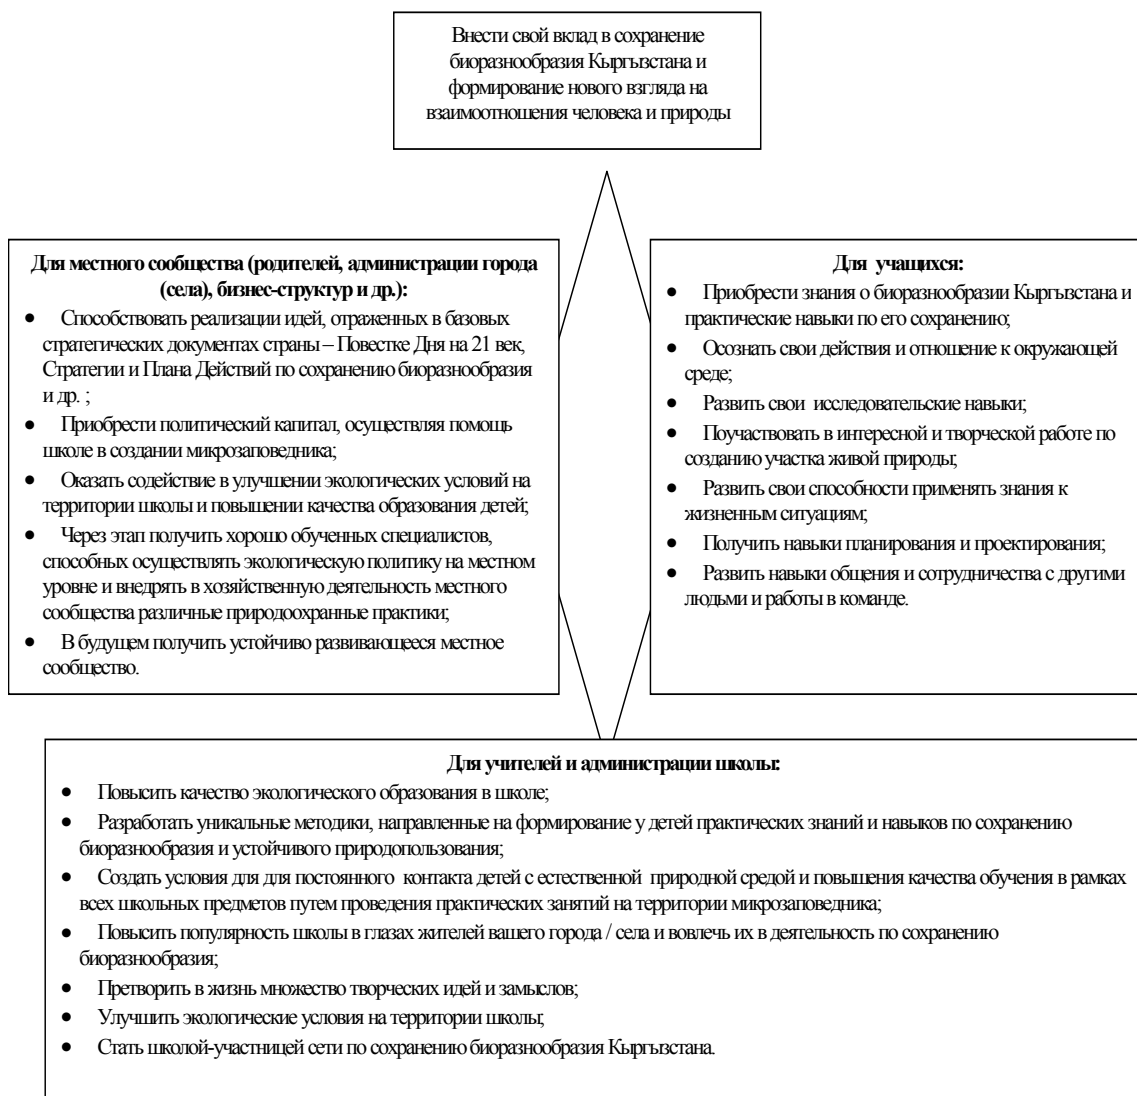 Внести свой вклад в сохранение
биоразнообразия Кыргызстана и
формирование нового взгляда на
взаимоотношения человека и природы
Для местного сообщества (родителей, администрации города
(села), бизнес-структур и др.):
• Способствовать реализации идей, отраженных в базовых
стратегических документах страны – Повестке Дня на 21 век,
Стратегии и Плана Действий по сохранению биоразнообразия
и др. ;
• Приобрести политический капитал, осуществляя помощь
школе в создании микрозаповедника;
• Оказать содействие в улучшении экологических условий на
территории школы и повышении качества образования детей;
• Через этап получить хорошо обученных специалистов,
способных осуществлять экологическую политику на местном
уровне и внедрять в хозяйственную деятельность местного
сообщества различные природоохранные практики;
• В будущем получить устойчиво развивающееся местное
сообщество.
Для учащихся:
• Приобрести знания о биоразнообразии Кыргызстана и
практические навыки по его сохранению;
• Осознать свои действия и отношение к окружающей
среде;
• Развить свои исследовательские навыки;
• Поучаствовать в интересной и творческой работе по
созданию участка живой природы;
• Развить свои способности применять знания к
жизненным ситуациям;
• Получить навыки планирования и проектирования;
• Развить навыки общения и сотрудничества с другими
людьми и работы в команде.
Для учителей и администрации школы:
• Повысить качество экологического образования в школе;
• Разработать уникальные методики, направленные на формирование у детей практических знаний и навыков по сохранению
биоразнообразия и устойчивого природопользования;
• Создать условия для для постоянного контакта детей с естественной природной средой и повышения качества обучения в рамках
всех школьных предметов путем проведения практических занятий на территории микрозаповедника;
• Повысить популярность школы в глазах жителей вашего города / села и вовлечь их в деятельность по сохранению
биоразнообразия;
• Претворить в жизнь множество творческих идей и замыслов;
• Улучшить экологические условия на территории школы;
• Стать школой-участницей сети по сохранению биоразнообразия Кыргызстана.